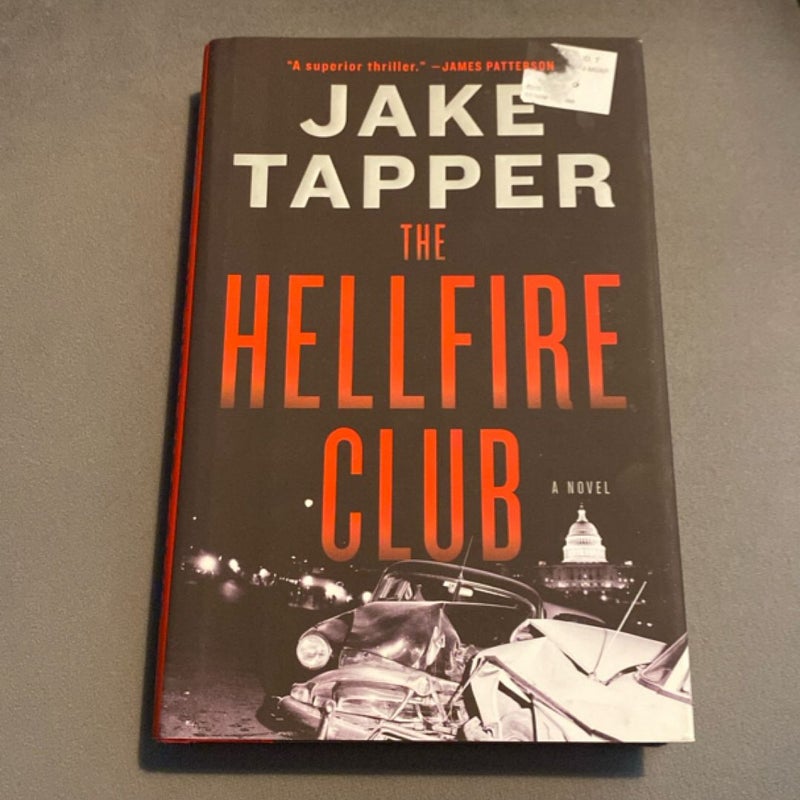 "A superior thriller." —JAMES PATTERSON
JAKE
TAPPER
THE
HELLFIRE
CLUB
A NOVEL